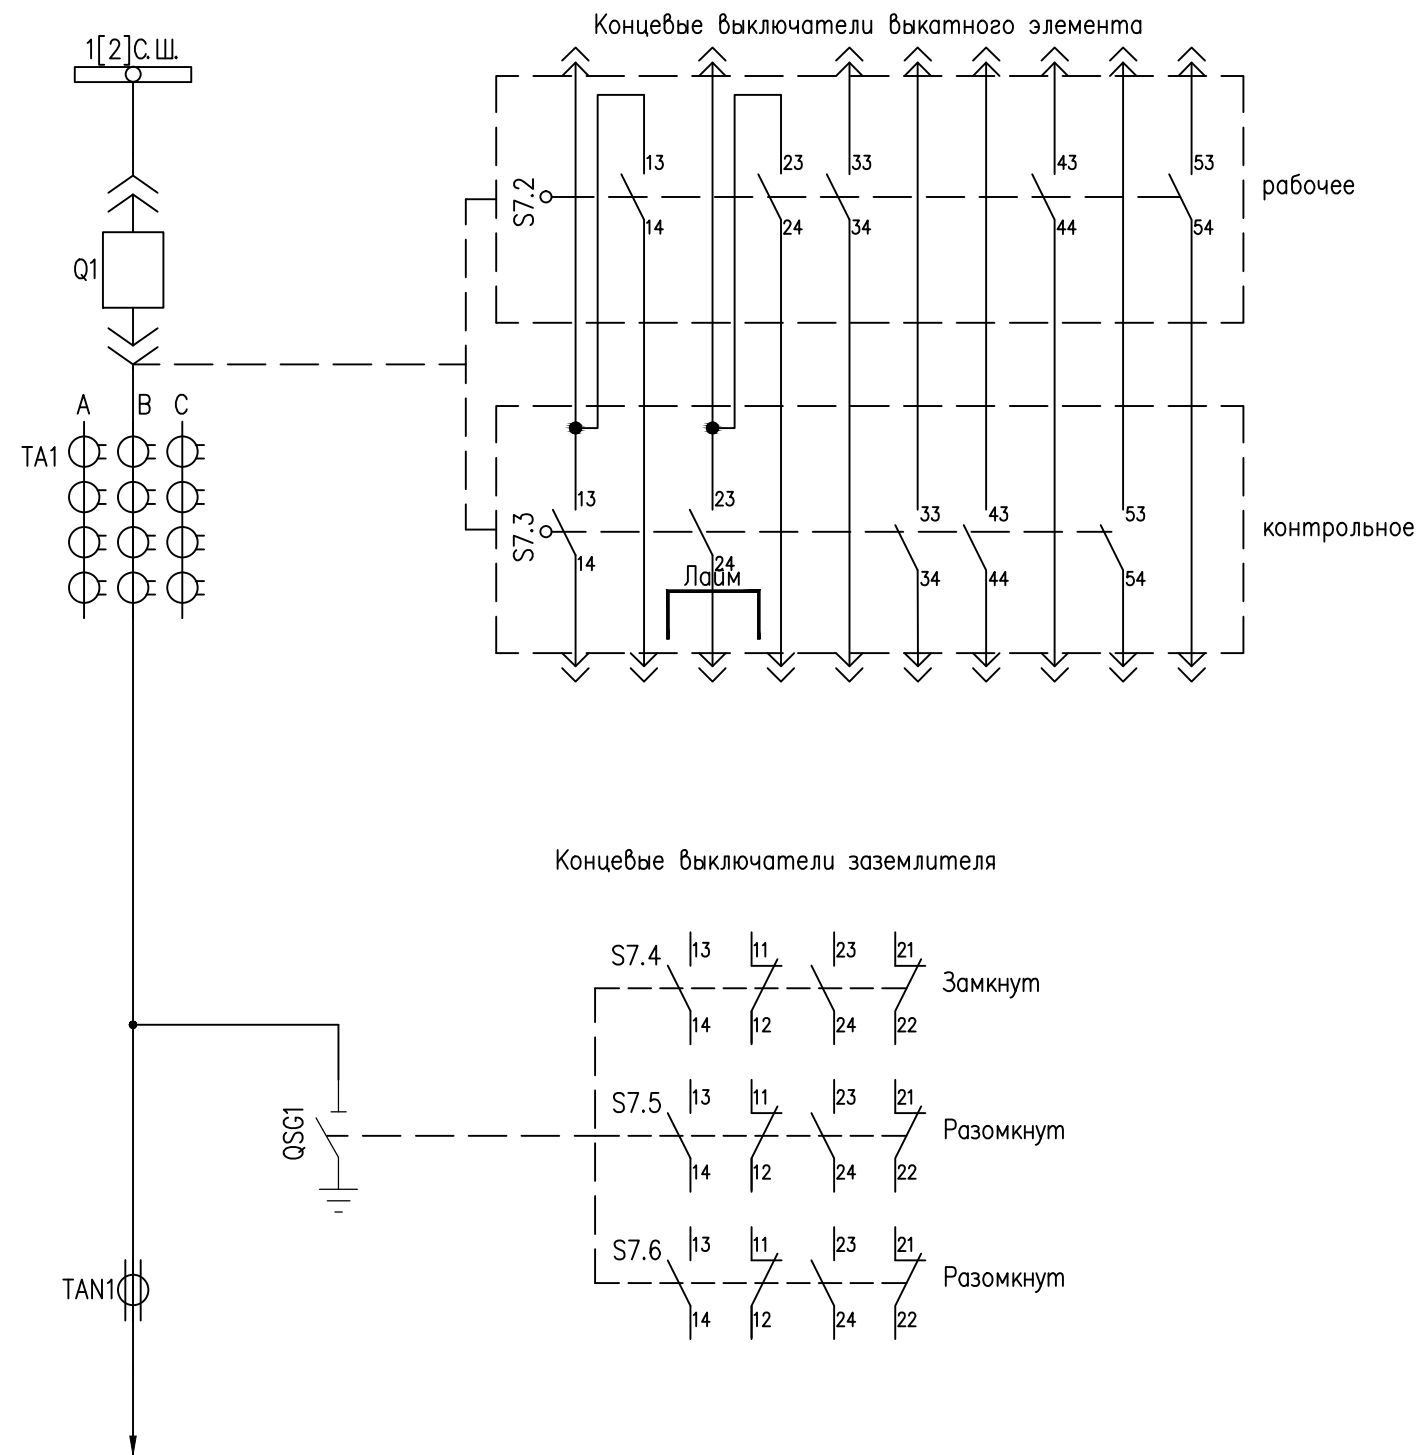 Концевые выключатели выкатного элемента
1[2]С.Ш.
13
23
33
43
53
S7.2
рабочее
14
24
34
44
54
Q1
A B C
TA1
13
23
33
43
53
S7.3
контрольное
14
24
34
44
54
Лайм
Концевые выключатели заземлителя
S7.4
13
11
23
21
Замкнут
14
12
24
22
S7.5
13
11
23
21
QSG1
Разомкнут
14
12
24
22
S7.6
13
11
23
21
Разомкнут
TAN1
14
12
24
22